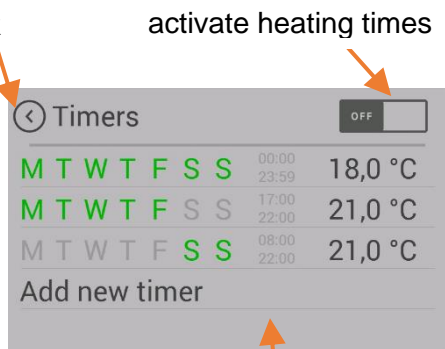 activate heating times
Timers OFF
M T W T F S S 00:00 23:59 18,0 °C
M T W T F S S 17:00 22:00 21,0 °C
M T W T F S S 08:00 22:00 21,0 °C
Add new timer